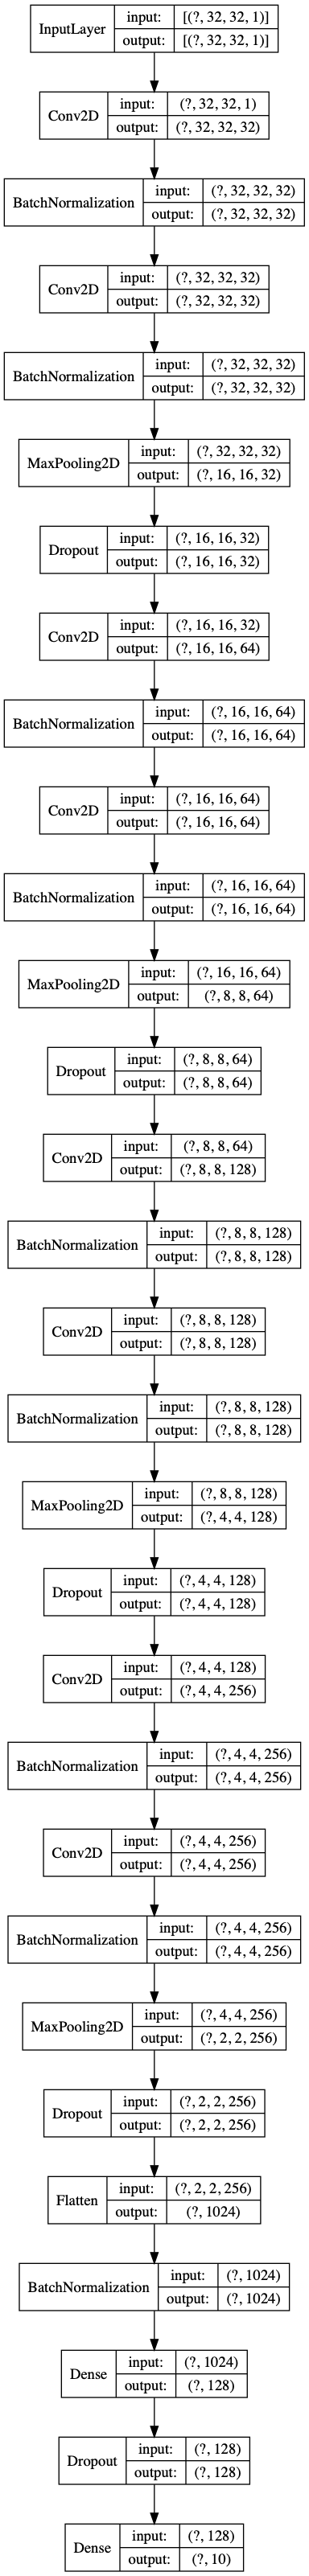 InputLayer input: [(?, 32, 32, 1)]
output: [(?, 32, 32, 1)]
Conv2D input: (?, 32, 32, 1)
output: (?, 32, 32, 32)
BatchNormalization input: (?, 32, 32, 32)
output: (?, 32, 32, 32)
Conv2D input: (?, 32, 32, 32)
output: (?, 32, 32, 32)
BatchNormalization input: (?, 32, 32, 32)
output: (?, 32, 32, 32)
MaxPooling2D input: (?, 32, 32, 32)
output: (?, 16, 16, 32)
Dropout input: (?, 16, 16, 32)
output: (?, 16, 16, 32)
Conv2D input: (?, 16, 16, 32)
output: (?, 16, 16, 64)
BatchNormalization input: (?, 16, 16, 64)
output: (?, 16, 16, 64)
Conv2D input: (?, 16, 16, 64)
output: (?, 16, 16, 64)
BatchNormalization input: (?, 16, 16, 64)
output: (?, 16, 16, 64)
MaxPooling2D input: (?, 16, 16, 64)
output: (?, 8, 8, 64)
Dropout input: (?, 8, 8, 64)
output: (?, 8, 8, 64)
Conv2D input: (?, 8, 8, 64)
output: (?, 8, 8, 128)
BatchNormalization input: (?, 8, 8, 128)
output: (?, 8, 8, 128)
Conv2D input: (?, 8, 8, 128)
output: (?, 8, 8, 128)
BatchNormalization input: (?, 8, 8, 128)
output: (?, 8, 8, 128)
MaxPooling2D input: (?, 8, 8, 128)
output: (?, 4, 4, 128)
Dropout input: (?, 4, 4, 128)
output: (?, 4, 4, 128)
Conv2D input: (?, 4, 4, 128)
output: (?, 4, 4, 256)
BatchNormalization input: (?, 4, 4, 256)
output: (?, 4, 4, 256)
Conv2D input: (?, 4, 4, 256)
output: (?, 4, 4, 256)
BatchNormalization input: (?, 4, 4, 256)
output: (?, 4, 4, 256)
MaxPooling2D input: (?, 4, 4, 256)
output: (?, 2, 2, 256)
Dropout input: (?, 2, 2, 256)
output: (?, 2, 2, 256)
Flatten input: (?, 2, 2, 256)
output: (?, 1024)
BatchNormalization input: (?, 1024)
output: (?, 1024)
Dense input: (?, 1024)
output: (?, 128)
Dropout input: (?, 128)
output: (?, 128)
Dense input: (?, 128)
output: (?, 10)